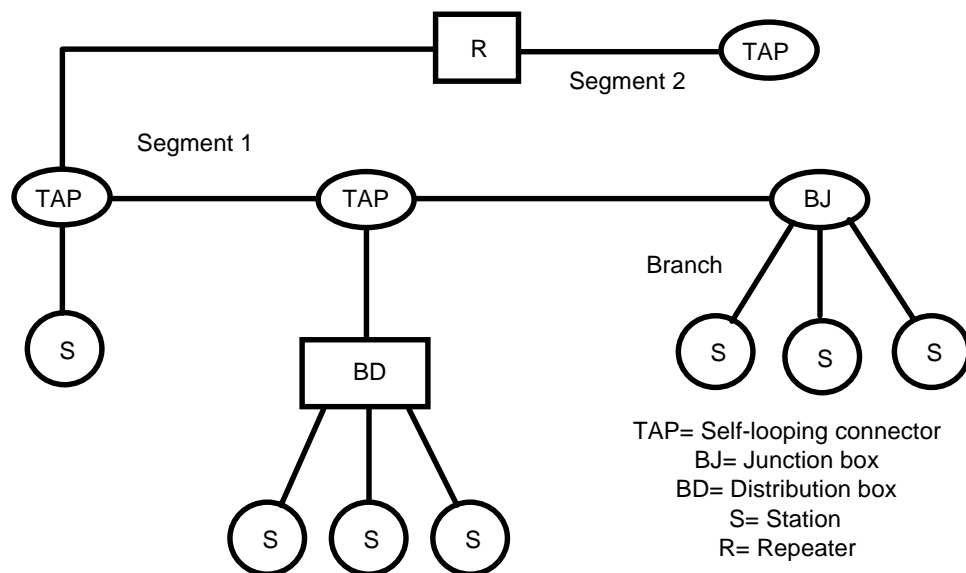 R
TAP
Segment 2
Segment 1
TAP
TAP
BJ
Branch
S
BD
S
S
S
TAP= Self-looping connector
BJ= Junction box
BD= Distribution box
S= Station
R= Repeater
S
S
S